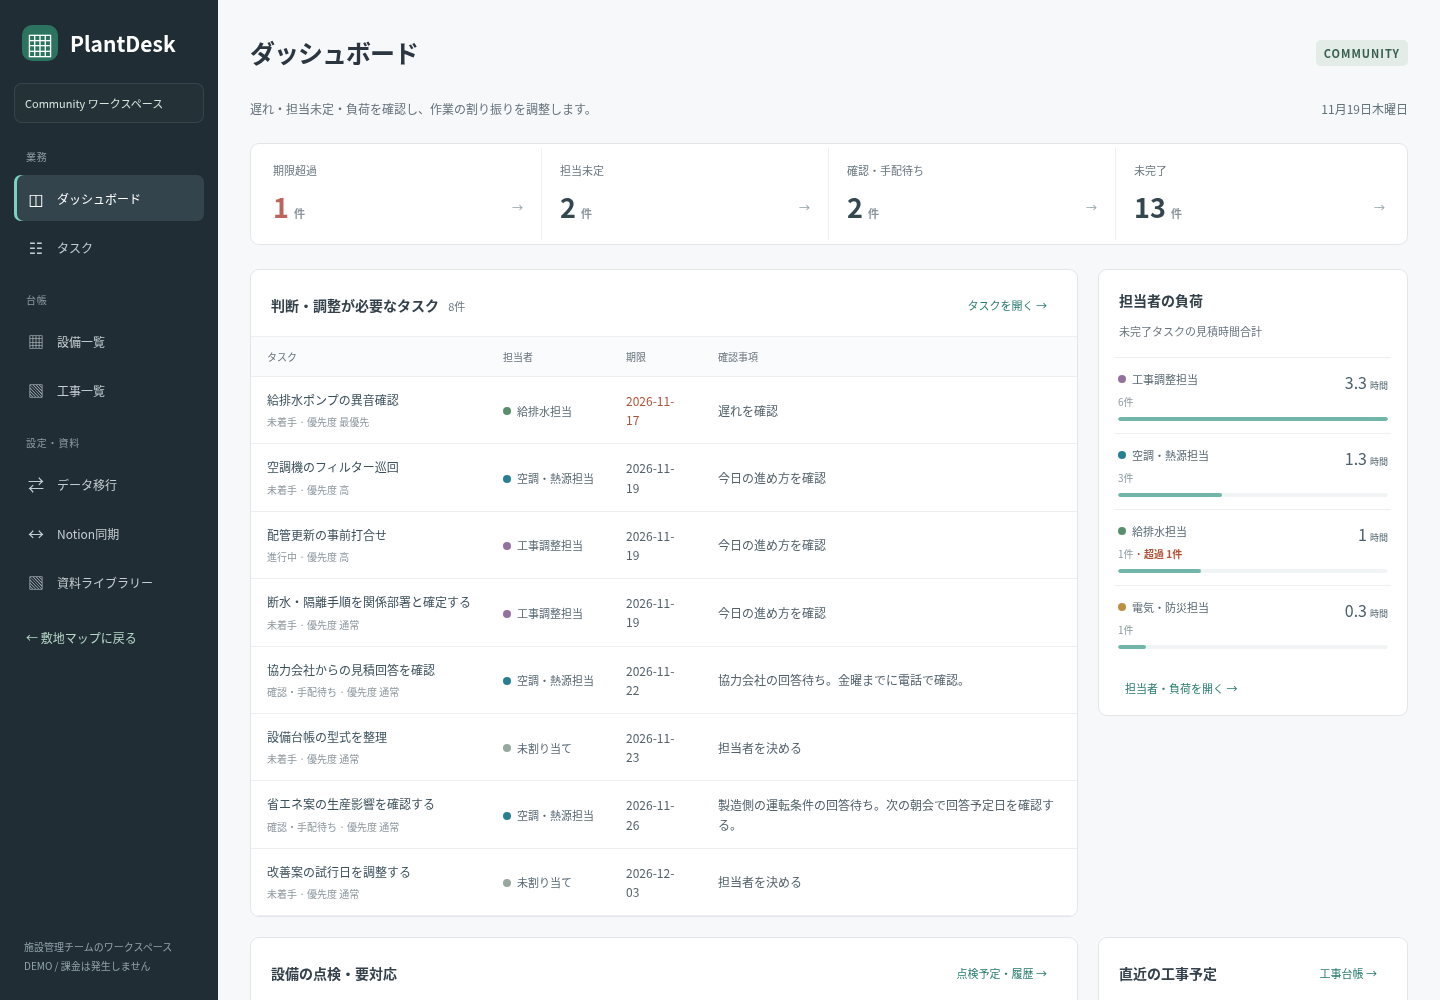 PlantDesk
Community ワークスペース
業務
ダッシュボード
タスク
台帳
設備一覧
工事一覧
設定・資料
データ移行
Notion同期
資料ライブラリー
← 敷地マップに戻る
施設管理チームのワークスペース
DEMO / 課金は発生しません
ダッシュボード
COMMUNITY
遅れ・担当未定・負荷を確認し、作業の割り振りを調整します。
11月19日木曜日
期限超過
1 件 →
担当未定
2 件 →
確認・手配待ち
2 件 →
未完了
13 件 →
判断・調整が必要なタスク 8件
タスクを開く →
タスク 担当者 期限 確認事項
給排水ポンプの異音確認
未着手 · 優先度 最優先
給排水担当
2026-11-
17
遅れを確認
空調機のフィルター巡回
未着手 · 優先度 高
空調・熱源担当
2026-11-
19
今日の進め方を確認
配管更新の事前打合せ
進行中 · 優先度 高
工事調整担当
2026-11-
19
今日の進め方を確認
断水・隔離手順を関係部署と確定する
未着手 · 優先度 通常
工事調整担当
2026-11-
19
今日の進め方を確認
協力会社からの見積回答を確認
確認・手配待ち · 優先度 通常
空調・熱源担当
2026-11-
22
協力会社の回答待ち。金曜までに電話で確認。
設備台帳の型式を整理
未着手 · 優先度 通常
未割り当て
2026-11-
23
担当者を決める
省エネ案の生産影響を確認する
確認・手配待ち · 優先度 通常
空調・熱源担当
2026-11-
26
製造側の運転条件の回答待ち。次の朝会で回答予定日を確認す
る。
改善案の試行日を調整する
未着手 · 優先度 通常
未割り当て
2026-12-
03
担当者を決める
担当者の負荷
未完了タスクの見積時間合計
工事調整担当 3.3 時間
6件
空調・熱源担当 1.3 時間
3件
給排水担当 1 時間
1件・超過 1件
電気・防災担当 0.3 時間
1件
担当者・負荷を開く →
設備の点検・要対応
点検予定・履歴 →
直近の工事予定
工事台帳 →